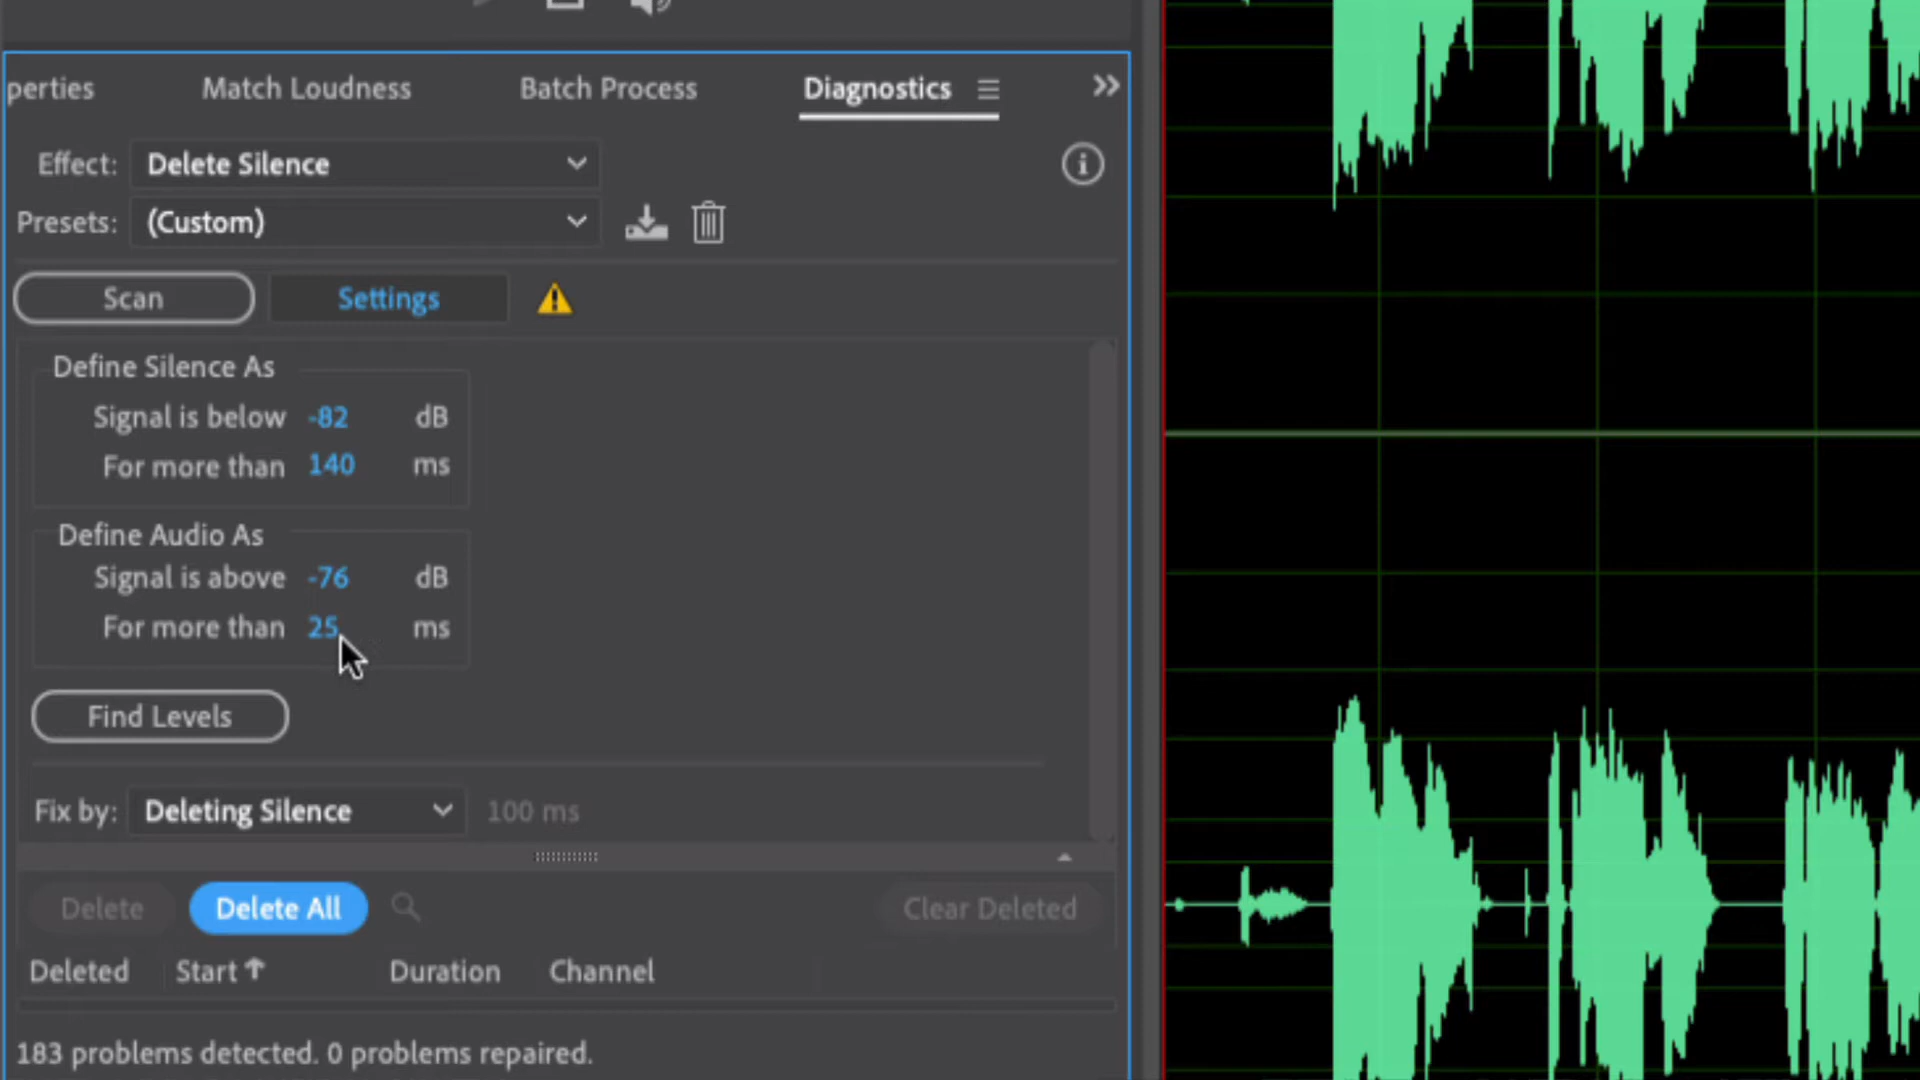 perties Match Loudness Batch Process Diagnostics
Effect: Delete Silence
Presets: (Custom)
Scan Settings
Define Silence As
Signal is below -82 dB
For more than 140 ms
Define Audio As
Signal is above -76 dB
For more than 25 ms
Find Levels
Fix by: Deleting Silence 100 ms
Delete Delete All Clear Deleted
Deleted Start Duration Channel
183 problems detected. 0 problems repaired.